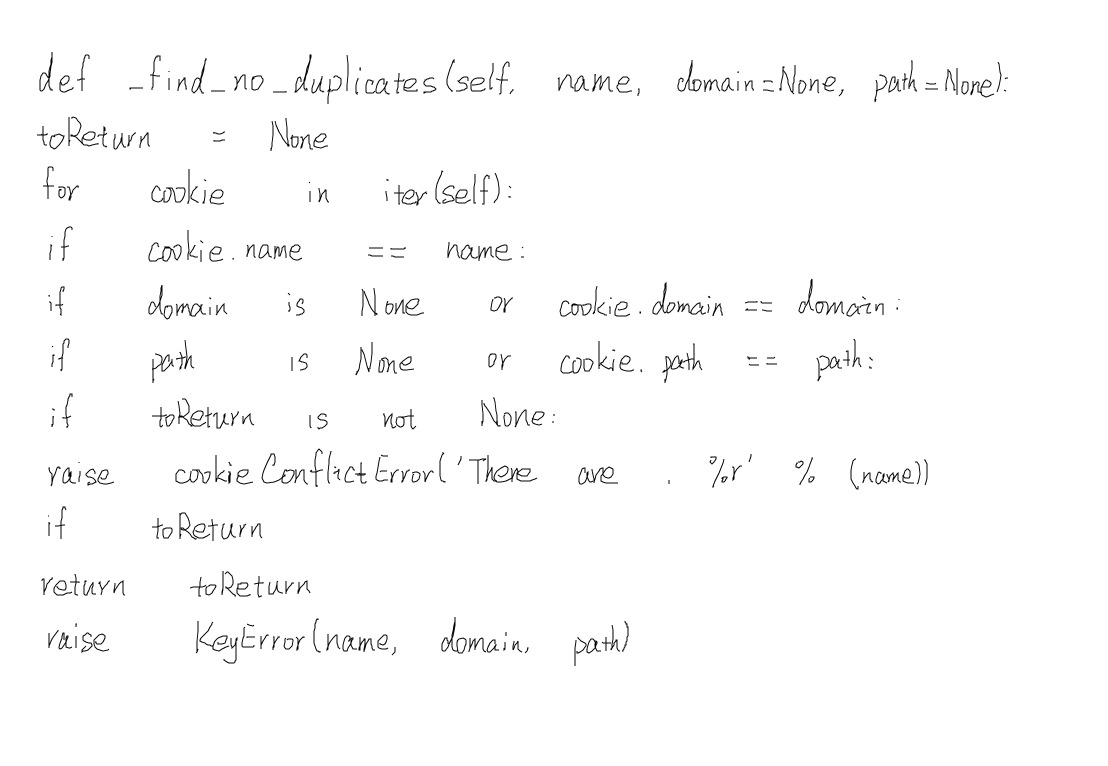 def _find_no_duplicates(self, name, domain=None, path=None):
toReturn = None
for cookie in iter(self):
if cookie.name == name:
if domain is None or cookie.domain == domain:
if path is None or cookie.path == path:
if toReturn is not None:
raise cookieConflictError('There are . %r' % (name))
if toReturn
return toReturn
raise KeyError(name, domain, path)